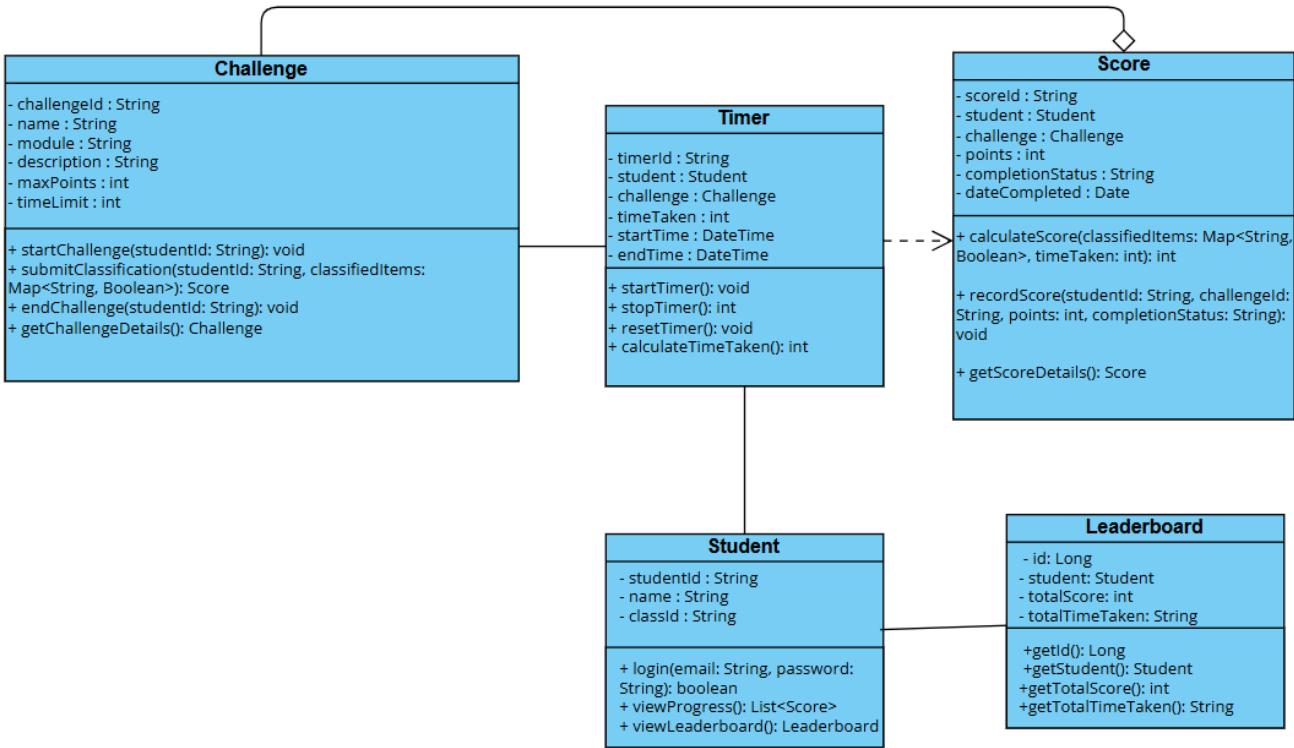 Challenge
- challengeId : String
- name : String
- module : String
- description : String
- maxPoints : int
- timeLimit : int
+ startChallenge(studentId: String): void
+ submitClassification(studentId: String, classifiedItems:
Map<String, Boolean>): Score
+ endChallenge(studentId: String): void
+ getChallengeDetails(): Challenge
Timer
- timerId : String
- student : Student
- challenge : Challenge
- timeTaken : int
- startTime : DateTime
- endTime : DateTime
+ startTimer(): void
+ stopTimer(): int
+ resetTimer(): void
+ calculateTimeTaken(): int
Score
- scoreId : String
- student : Student
- challenge : Challenge
- points : int
- completionStatus : String
- dateCompleted : Date
+ calculateScore(classifiedItems: Map<String,
Boolean>, timeTaken: int): int
+ recordScore(studentId: String, challengeId:
String, points: int, completionStatus: String):
void
+ getScoreDetails(): Score
Student
- studentId : String
- name : String
- classId : String
+ login(email: String, password:
String): boolean
+ viewProgress(): List<Score>
+ viewLeaderboard(): Leaderboard
Leaderboard
- id: Long
- student: Student
- totalScore: int
- totalTimeTaken: String
+getId(): Long
+getStudent(): Student
+getTotalScore(): int
+getTotalTimeTaken(): String